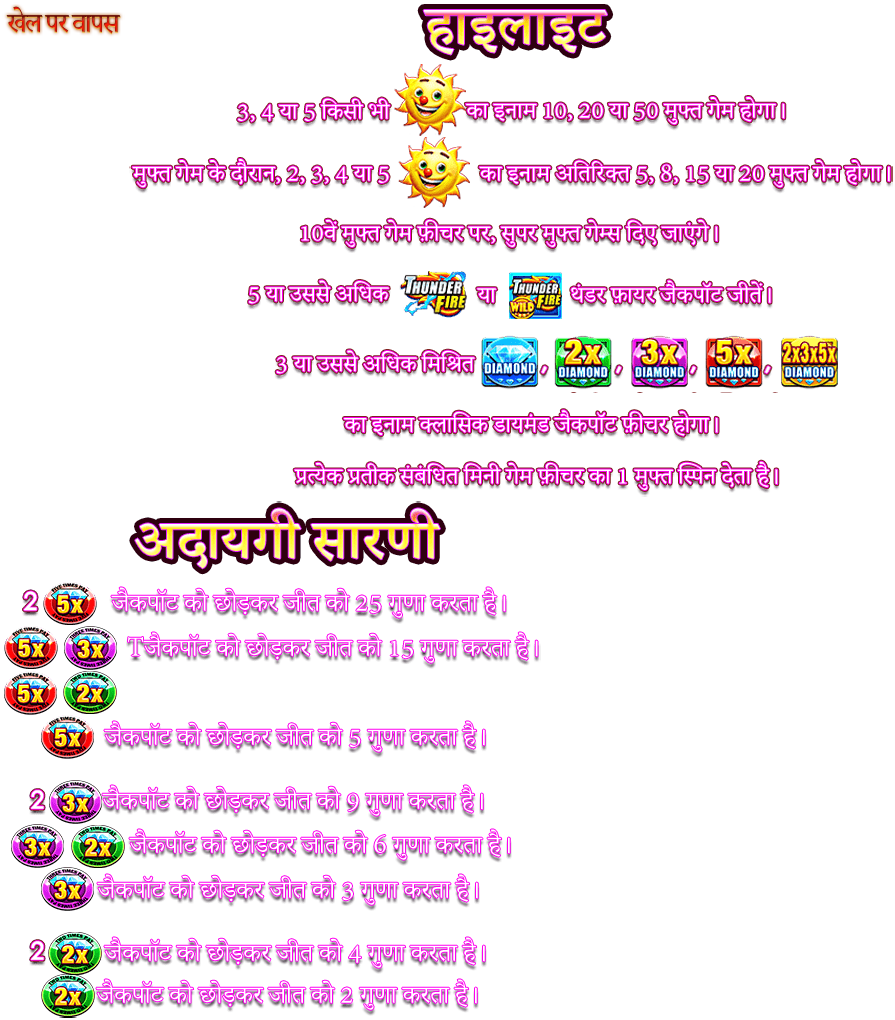 खेल पर वापस
हाइलाइट
3, 4 या 5 किसी भी का इनाम 10, 20 या 50 मुफ्त गेम होगा।
मुफ्त गेम के दौरान, 2, 3, 4 या 5 का इनाम अतिरिक्त 5, 8, 15 या 20 मुफ्त गेम होगा।
10वें मुफ्त गेम फ़ीचर पर, सुपर मुफ्त गेम्स दिए जाएंगे।
5 या उससे अधिक THUNDER FIRE या THUNDER FIRE WILD थंडर फ़ायर जैकपॉट जीतें।
3 या उससे अधिक मिश्रित DIAMOND, 2x DIAMOND, 3x DIAMOND, 5x DIAMOND, 2x3x5x DIAMOND
का इनाम क्लासिक डायमंड जैकपॉट फ़ीचर होगा।
प्रत्येक प्रतीक संबंधित मिनी गेम फ़ीचर का 1 मुफ्त स्पिन देता है।
अदायगी सारणी
2 5x जैकपॉट को छोड़कर जीत को 25 गुणा करता है।
5x 3x Tजैकपॉट को छोड़कर जीत को 15 गुणा करता है।
5x 2x
5x जैकपॉट को छोड़कर जीत को 5 गुणा करता है।
2 3x जैकपॉट को छोड़कर जीत को 9 गुणा करता है।
3x 2x जैकपॉट को छोड़कर जीत को 6 गुणा करता है।
3x जैकपॉट को छोड़कर जीत को 3 गुणा करता है।
2 2x जैकपॉट को छोड़कर जीत को 4 गुणा करता है।
2x जैकपॉट को छोड़कर जीत को 2 गुणा करता है।